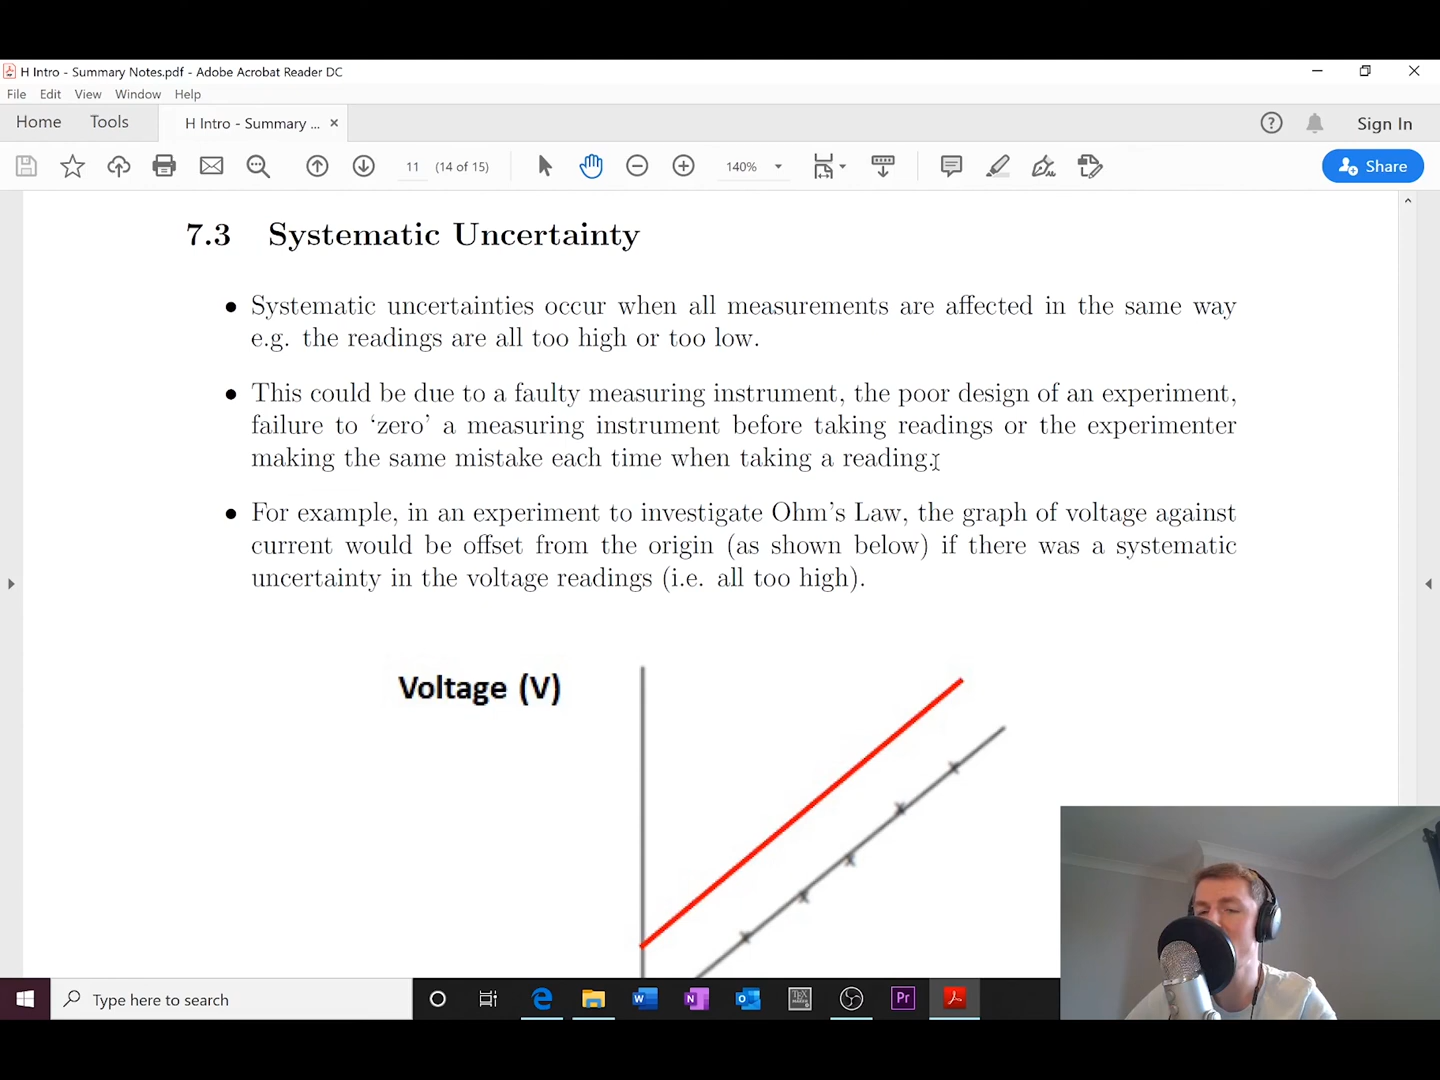 H Intro - Summary Notes.pdf - Adobe Acrobat Reader DC
File Edit View Window Help
Home Tools H Intro - Summary ... × Sign In
11 (14 of 15) 140% Share
7.3 Systematic Uncertainty
• Systematic uncertainties occur when all measurements are affected in the same way
e.g. the readings are all too high or too low.
• This could be due to a faulty measuring instrument, the poor design of an experiment,
failure to ‘zero’ a measuring instrument before taking readings or the experimenter
making the same mistake each time when taking a reading.
• For example, in an experiment to investigate Ohm's Law, the graph of voltage against
current would be offset from the origin (as shown below) if there was a systematic
uncertainty in the voltage readings (i.e. all too high).
Voltage (V)
Type here to search